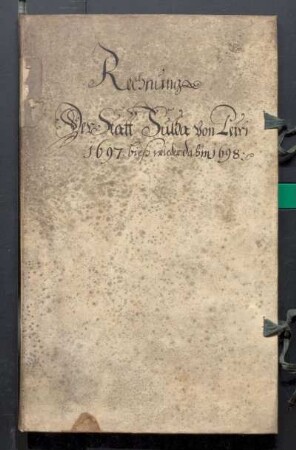 Rechnung
Der Statt Fulda von Petri
1697 biß wieder dahin 1698